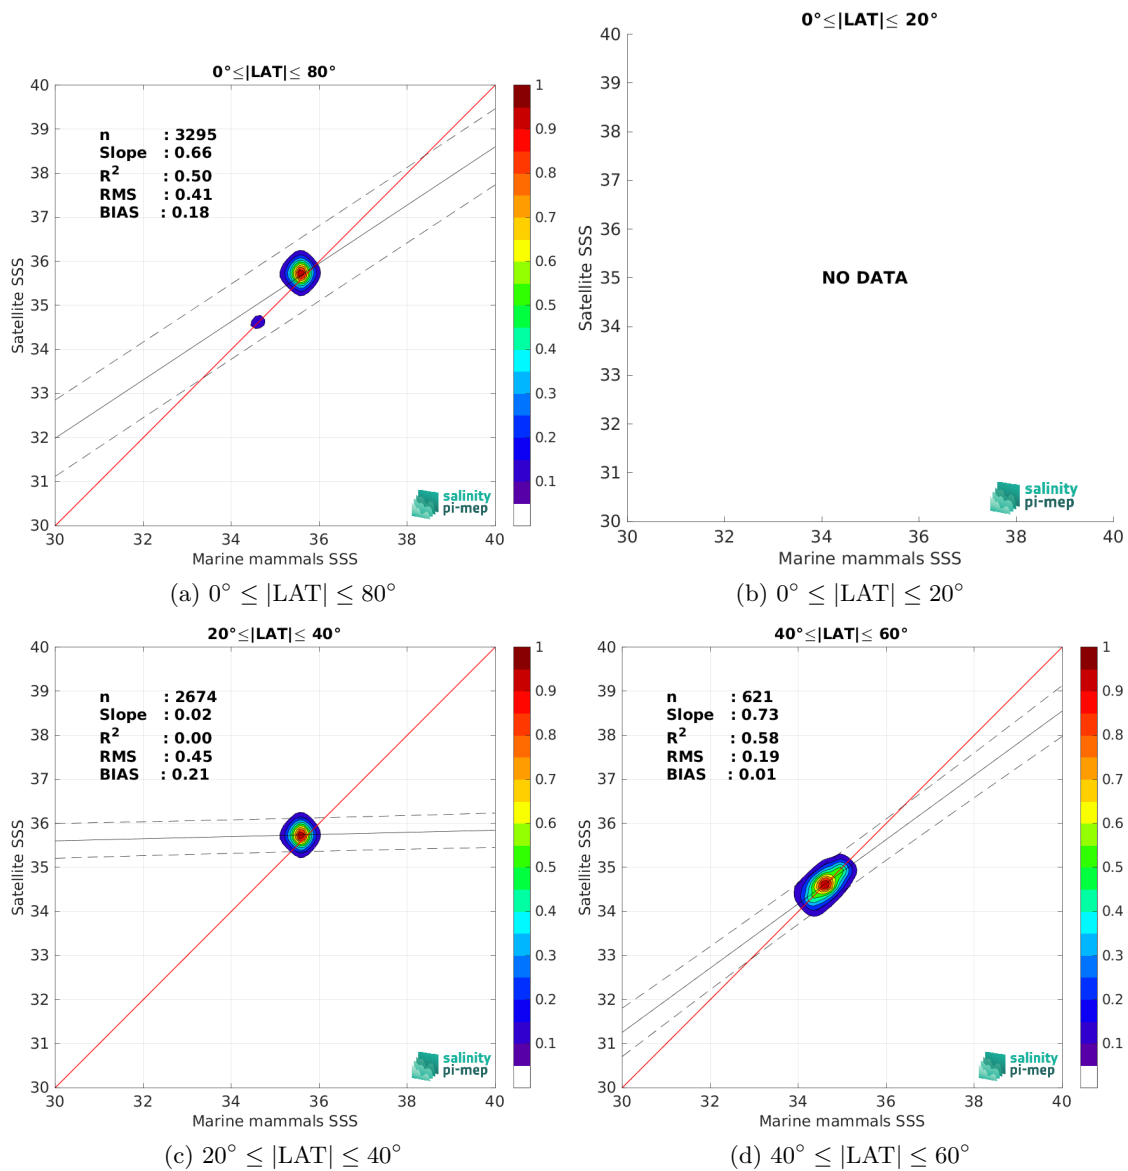 0°≤|LAT|≤ 80°
40
39
38
37
36
35
34
33
32
31
30
Satellite SSS
n : 3295
Slope : 0.66
R2 : 0.50
RMS : 0.41
BIAS : 0.18
salinity
pi-mep
30 32 34 36 38 40
Marine mammals SSS
1
0.9
0.8
0.7
0.6
0.5
0.4
0.3
0.2
0.1
(a) 0° ≤ |LAT| ≤ 80°
0°≤|LAT|≤ 20°
40
39
38
37
36
35
34
33
32
31
30
Satellite SSS
NO DATA
salinity
pi-mep
30 32 34 36 38 40
Marine mammals SSS
(b) 0° ≤ |LAT| ≤ 20°
20°≤|LAT|≤ 40°
40
39
38
37
36
35
34
33
32
31
30
Satellite SSS
n : 2674
Slope : 0.02
R2 : 0.00
RMS : 0.45
BIAS : 0.21
salinity
pi-mep
30 32 34 36 38 40
Marine mammals SSS
1
0.9
0.8
0.7
0.6
0.5
0.4
0.3
0.2
0.1
(c) 20° ≤ |LAT| ≤ 40°
40°≤|LAT|≤ 60°
40
39
38
37
36
35
34
33
32
31
30
Satellite SSS
n : 621
Slope : 0.73
R2 : 0.58
RMS : 0.19
BIAS : 0.01
salinity
pi-mep
30 32 34 36 38 40
Marine mammals SSS
1
0.9
0.8
0.7
0.6
0.5
0.4
0.3
0.2
0.1
(d) 40° ≤ |LAT| ≤ 60°